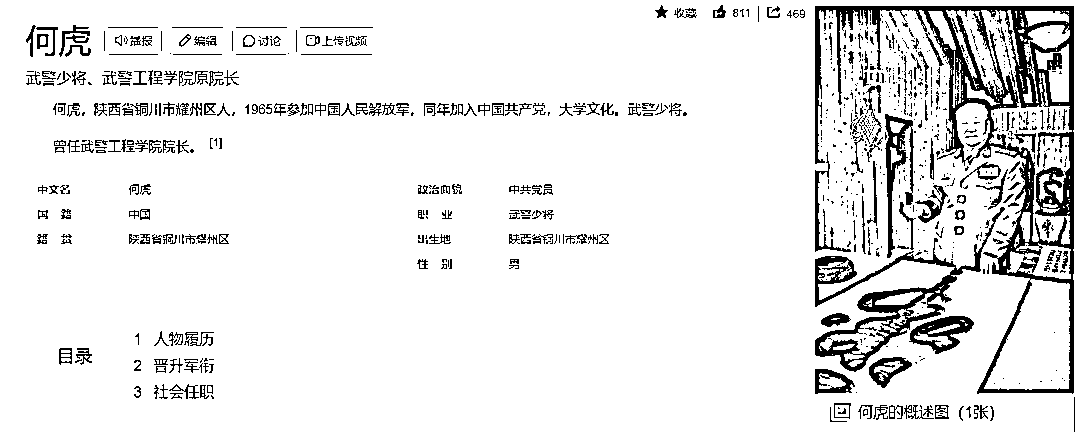 收藏 811 469
何虎 播报 编辑 讨论 上传视频
武警少将、武警工程学院原院长
何虎，陕西省铜川市耀州区人，1965年参加中国人民解放军，同年加入中国共产党，大学文化。武警少将。
曾任武警工程学院院长。 [1]
中文名 何虎 政治面貌 中共党员
国 籍 中国 职 业 武警少将
籍 贯 陕西省铜川市耀州区 出生地 陕西省铜川市耀州区
性 别 男
目录
1 人物履历
2 晋升军衔
3 社会任职
何虎的概述图（1张）